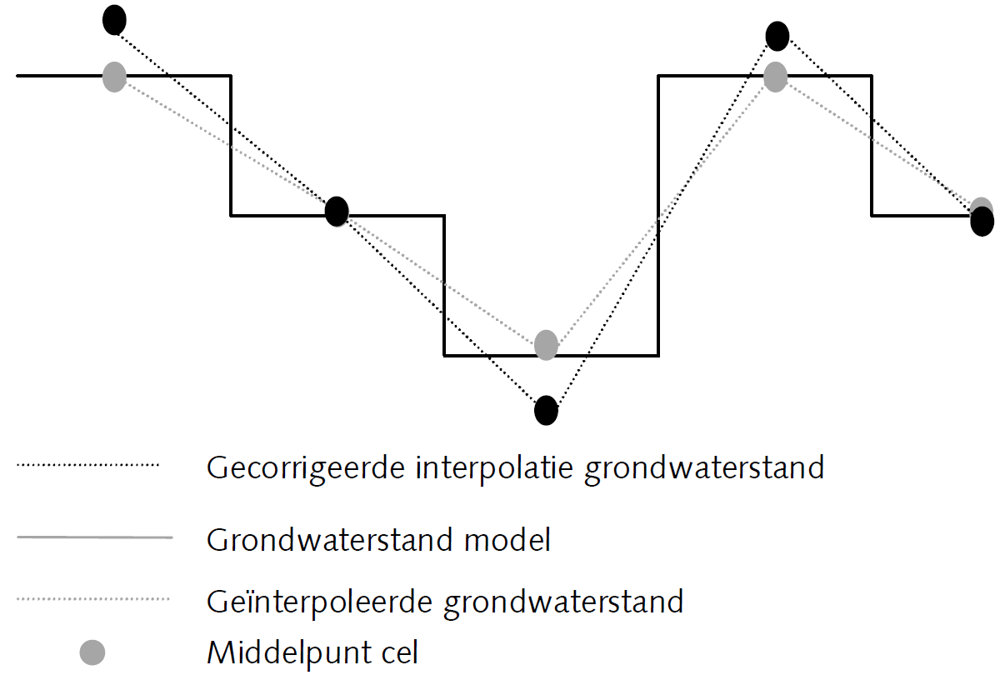 Gecorrigeerde interpolatie grondwaterstand
Grondwaterstand model
Geïnterpoleerde grondwaterstand
Middelpunt cel